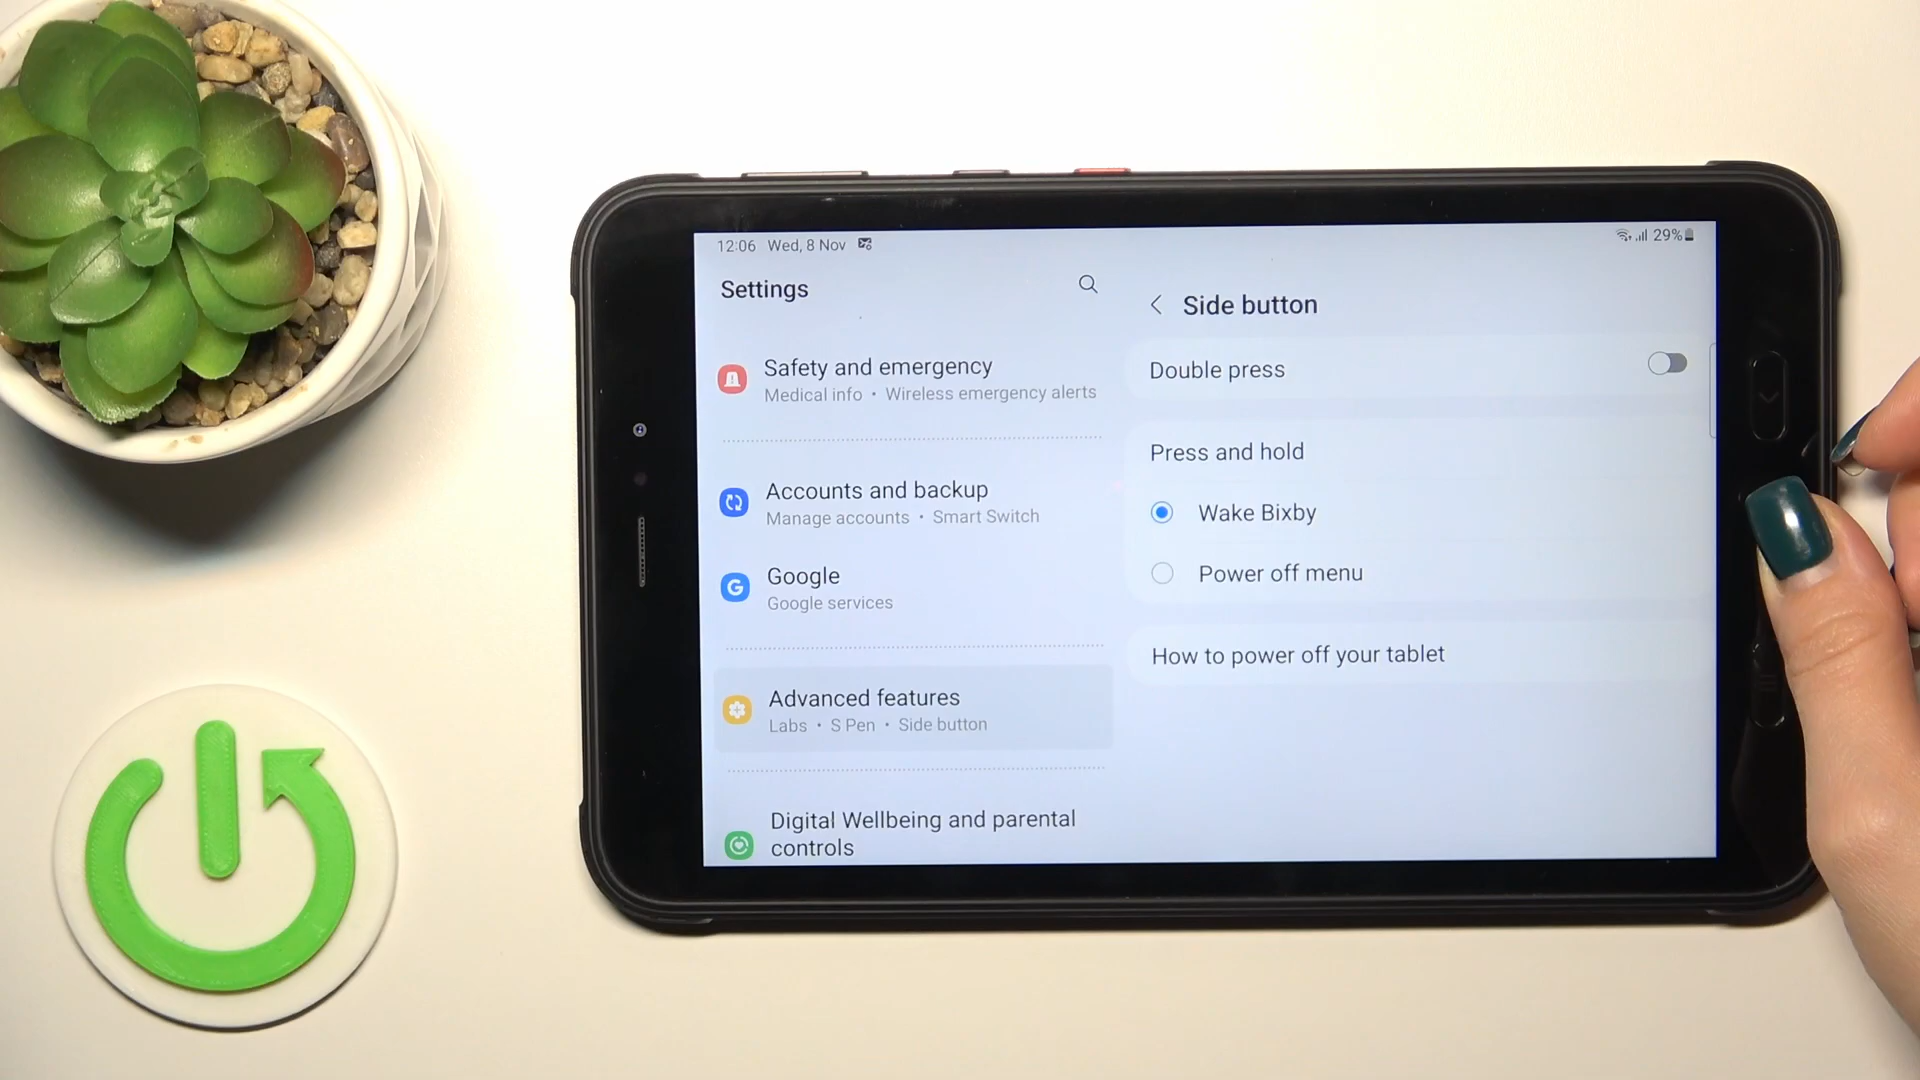 12:06 Wed, 8 Nov
29%
Settings
Safety and emergency
Medical info • Wireless emergency alerts
Accounts and backup
Manage accounts • Smart Switch
Google
Google services
Advanced features
Labs • S Pen • Side button
Digital Wellbeing and parental
controls
Side button
Double press
Press and hold
Wake Bixby
Power off menu
How to power off your tablet